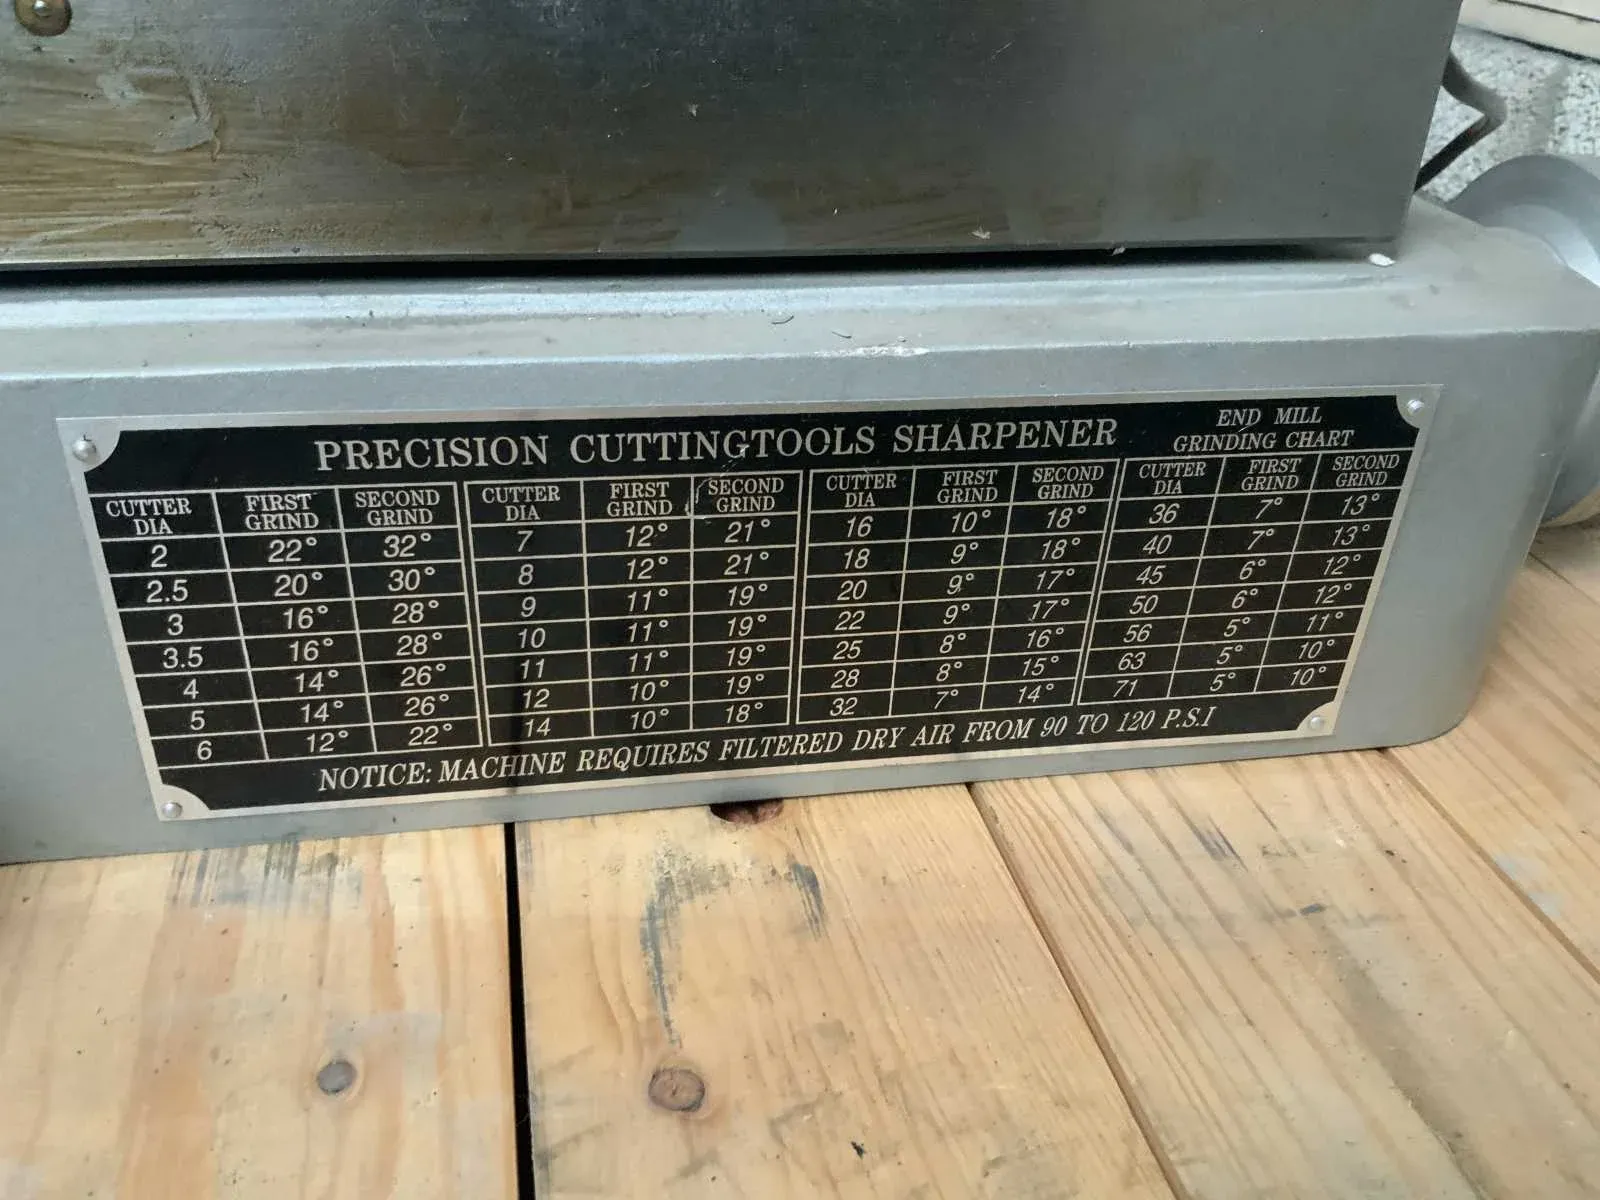 PRECISION CUTTINGTOOLS SHARPENER
END MILL
GRINDING CHART
CUTTER DIA FIRST GRIND SECOND GRIND CUTTER DIA FIRST GRIND SECOND GRIND CUTTER DIA FIRST GRIND SECOND GRIND CUTTER DIA FIRST GRIND SECOND GRIND
2 22° 32° 7 12° 21° 16 10° 18° 36 7° 13°
2.5 20° 30° 8 12° 21° 18 9° 18° 40 7° 13°
3 16° 28° 9 11° 19° 20 9° 17° 45 6° 12°
3.5 16° 28° 10 11° 19° 22 9° 17° 50 6° 12°
4 14° 26° 11 11° 19° 25 8° 16° 56 5° 11°
5 14° 26° 12 10° 19° 28 8° 15° 63 5° 10°
6 12° 22° 14 10° 18° 32 7° 14° 71 5° 10°
NOTICE: MACHINE REQUIRES FILTERED DRY AIR FROM 90 TO 120 P.S.I